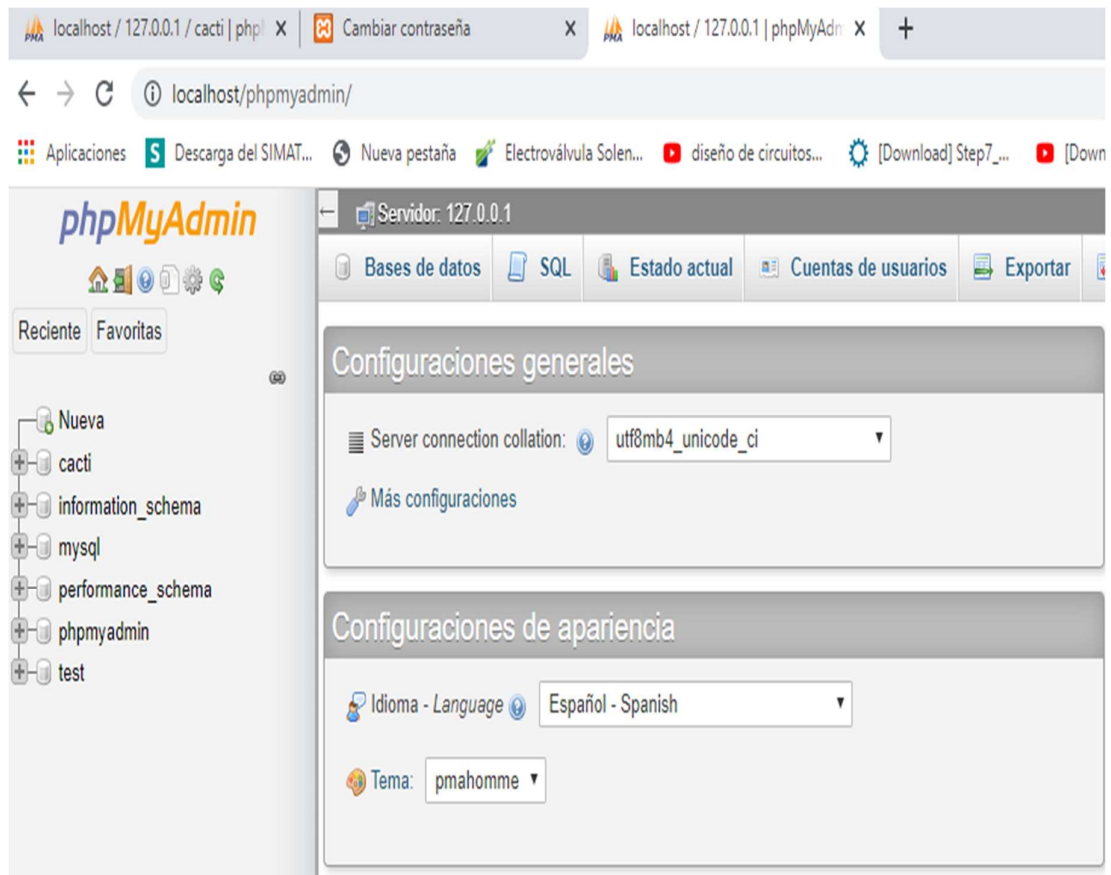 localhost / 127.0.0.1 / cacti | phpl
Cambiar contraseña
localhost / 127.0.0.1 | phpMyAdn
localhost/phpmyadmin/
Aplicaciones
S Descarga del SIMAT...
Nueva pestaña
Electroválvula Solen...
diseño de circuitos...
[Download] Step7_...
[Down
phpMyAdmin
Reciente
Favoritas
Nueva
cacti
information_schema
mysql
performance_schema
phpmyadmin
test
Servidor: 127.0.0.1
Bases de datos
SQL
Estado actual
Cuentas de usuarios
Exportar
Configuraciones generales
Server connection collation: utf8mb4_unicode_ci
Más configuraciones
Configuraciones de apariencia
Idioma - Language Español - Spanish
Tema: pmahomme